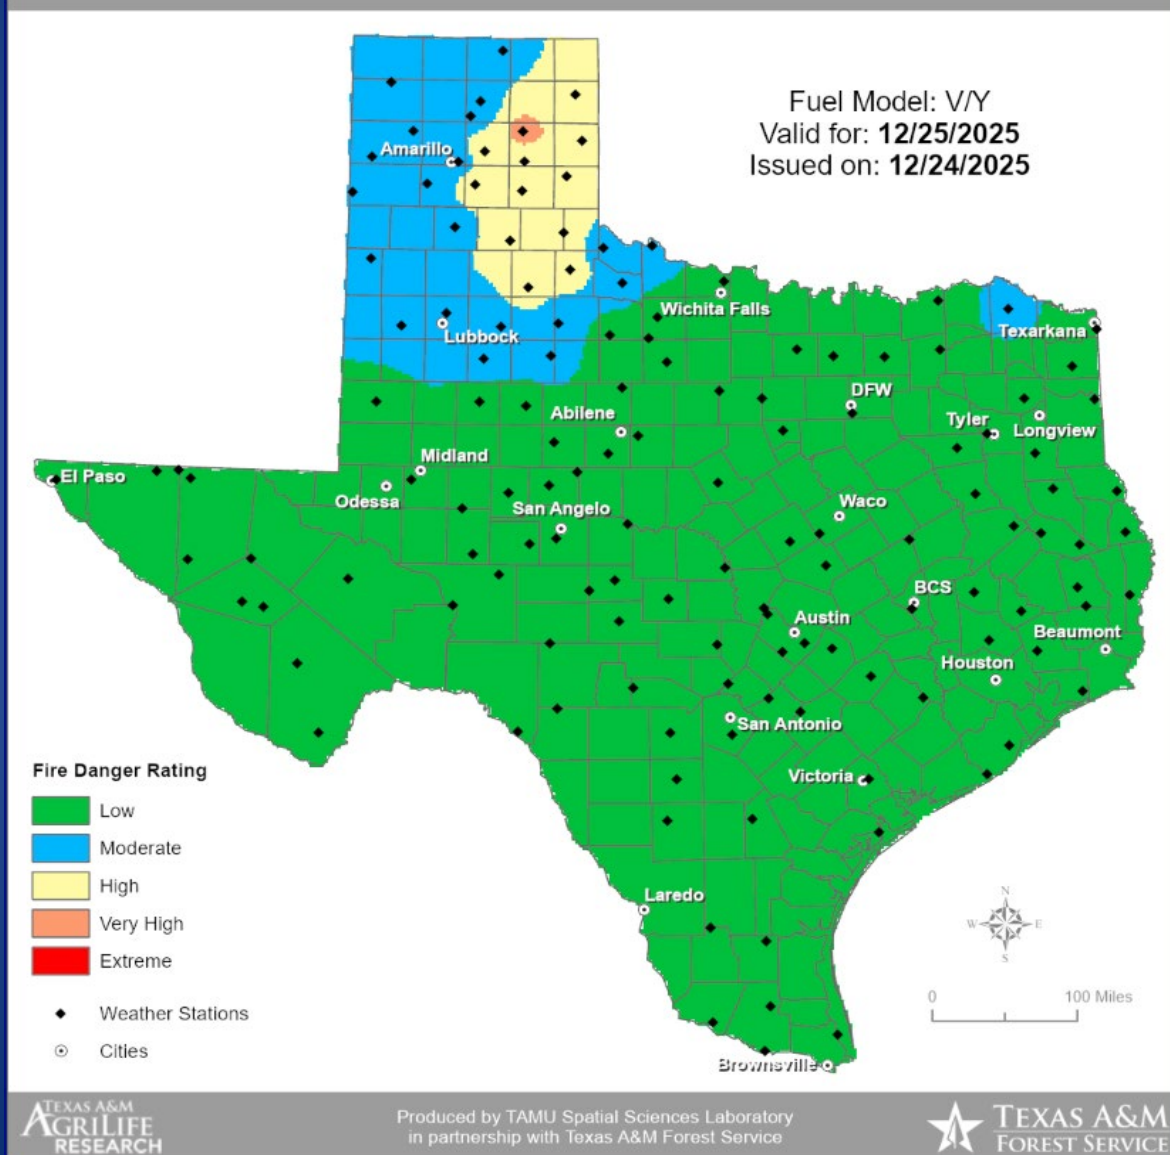 Fuel Model: V/Y
Valid for: 12/25/2025
Issued on: 12/24/2025
Amarillo
Lubbock
Wichita Falls
Texarkana
DFW
Abilene
Tyler
Longview
Midland
El Paso
Odessa
San Angelo
Waco
BCS
Austin
Beaumont
Houston
San Antonio
Victoria
Laredo
Brownsville
Fire Danger Rating
Low
Moderate
High
Very High
Extreme
Weather Stations
Cities
N
W
E
S
0
100 Miles
TEXAS A&M
AGRILIFE
RESEARCH
Produced by TAMU Spatial Sciences Laboratory
in partnership with Texas A&M Forest Service
TEXAS A&M
FOREST SERVICE